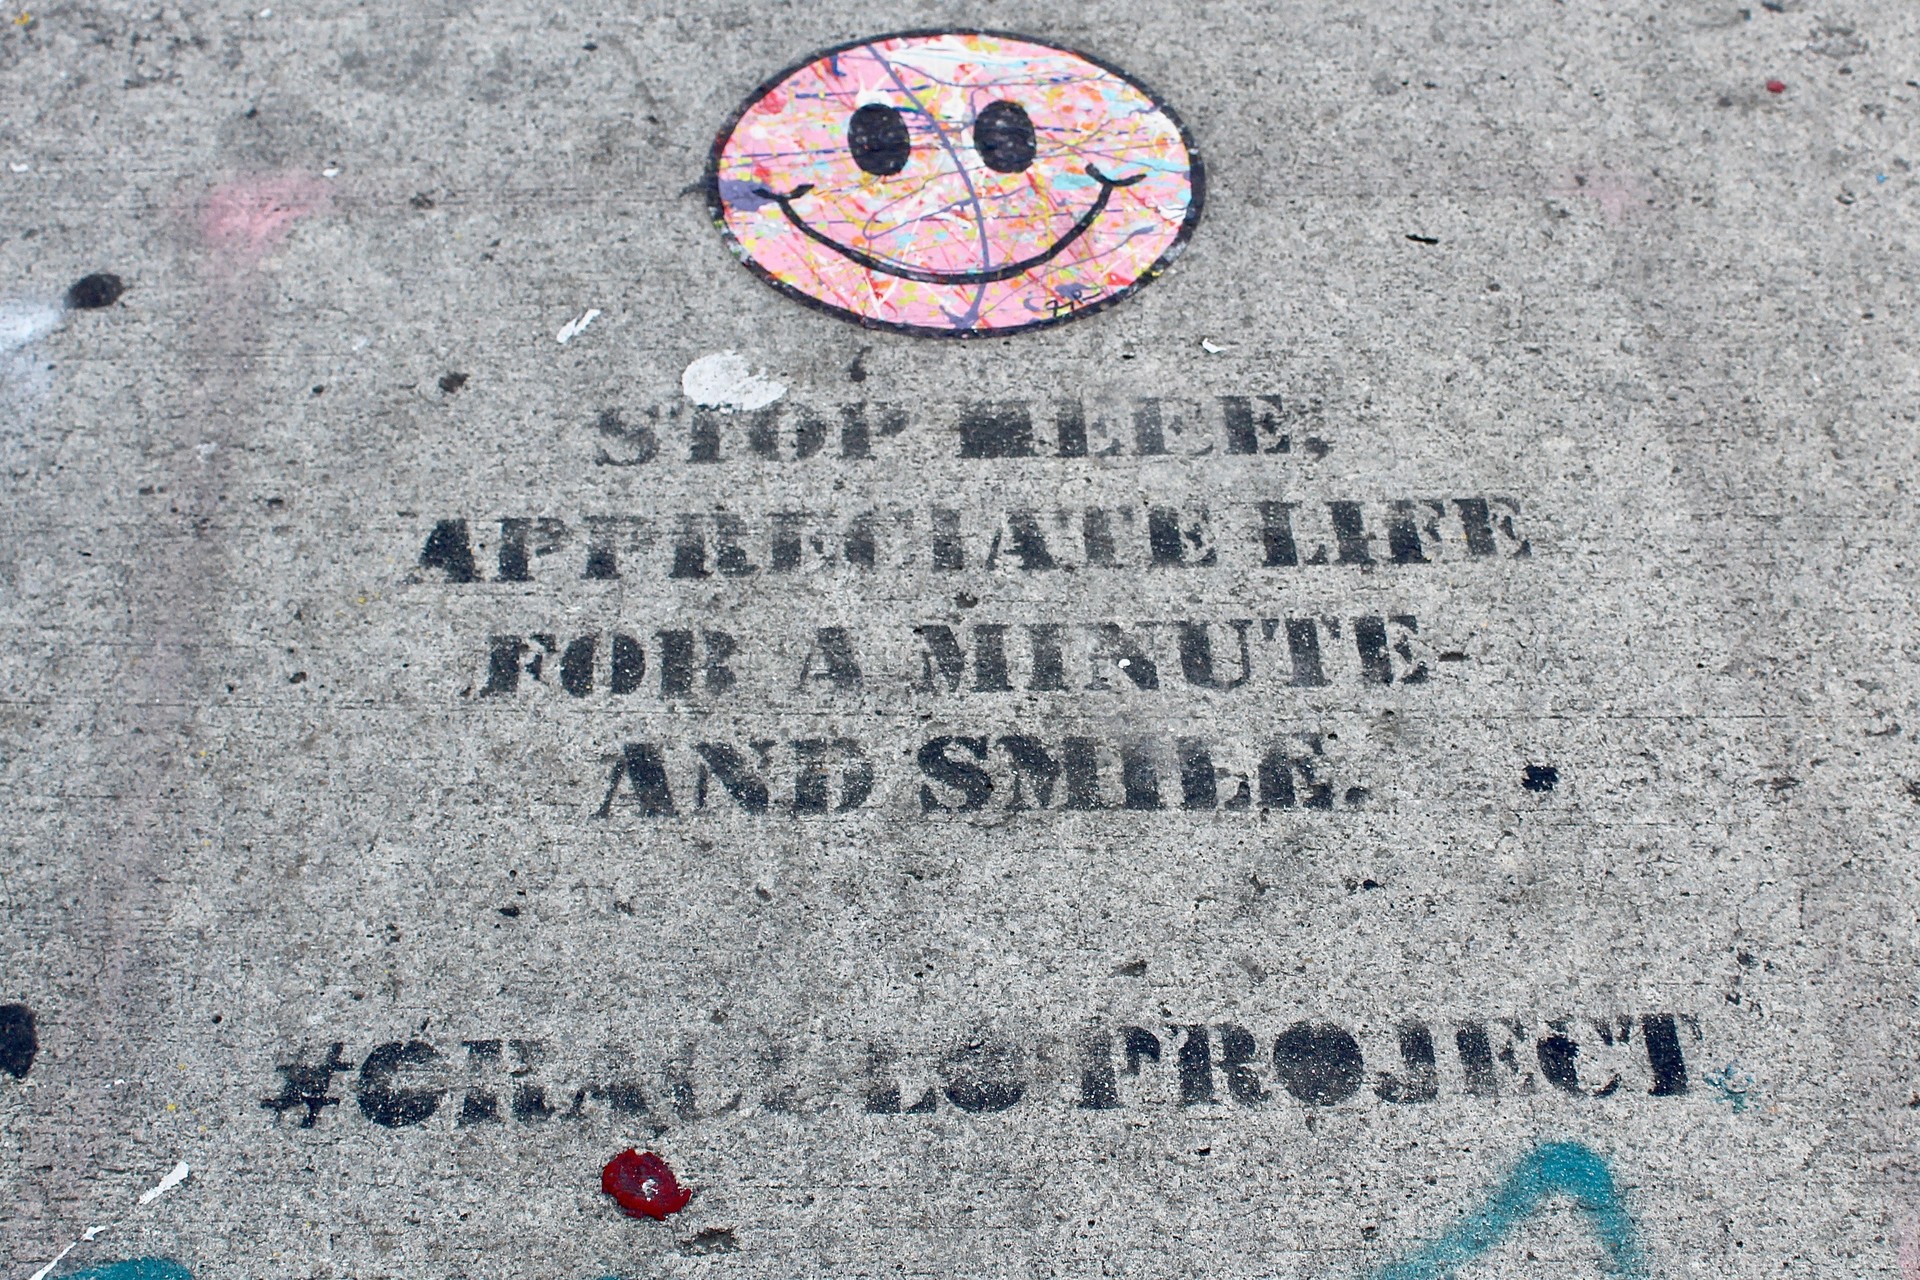 STOP HERE,
APPRECIATE LIFE
FOR A MINUTE
AND SMILE.
PROJECT